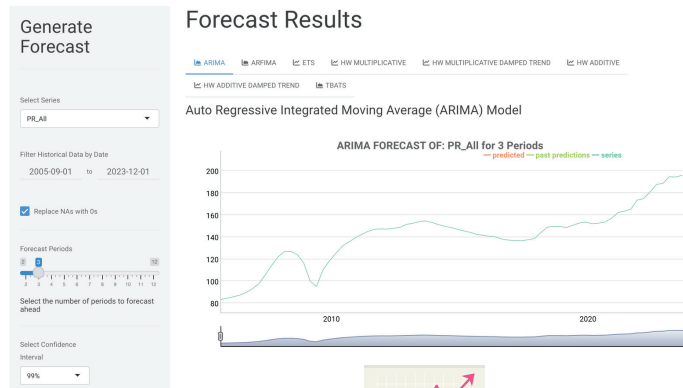 Generate
Forecast
Select Series
PR_All
Filter Historical Data by Date
2005-09-01 to 2023-12-01
Replace NAs with 0s
Forecast Periods
2 3 12
2 3 4 5 6 7 8 9 10 11 12
Select the number of periods to forecast
ahead
Select Confidence
Interval
99%
Forecast Results
ARIMA ARFIMA ETS HW MULTIPLICATIVE HW MULTIPLICATIVE DAMPED TREND HW ADDITIVE
HW ADDITIVE DAMPED TREND TBATS
Auto Regressive Integrated Moving Average (ARIMA) Model
ARIMA FORECAST OF: PR_All for 3 Periods
predicted past predictions series
200
180
160
140
120
100
80
2010 2020